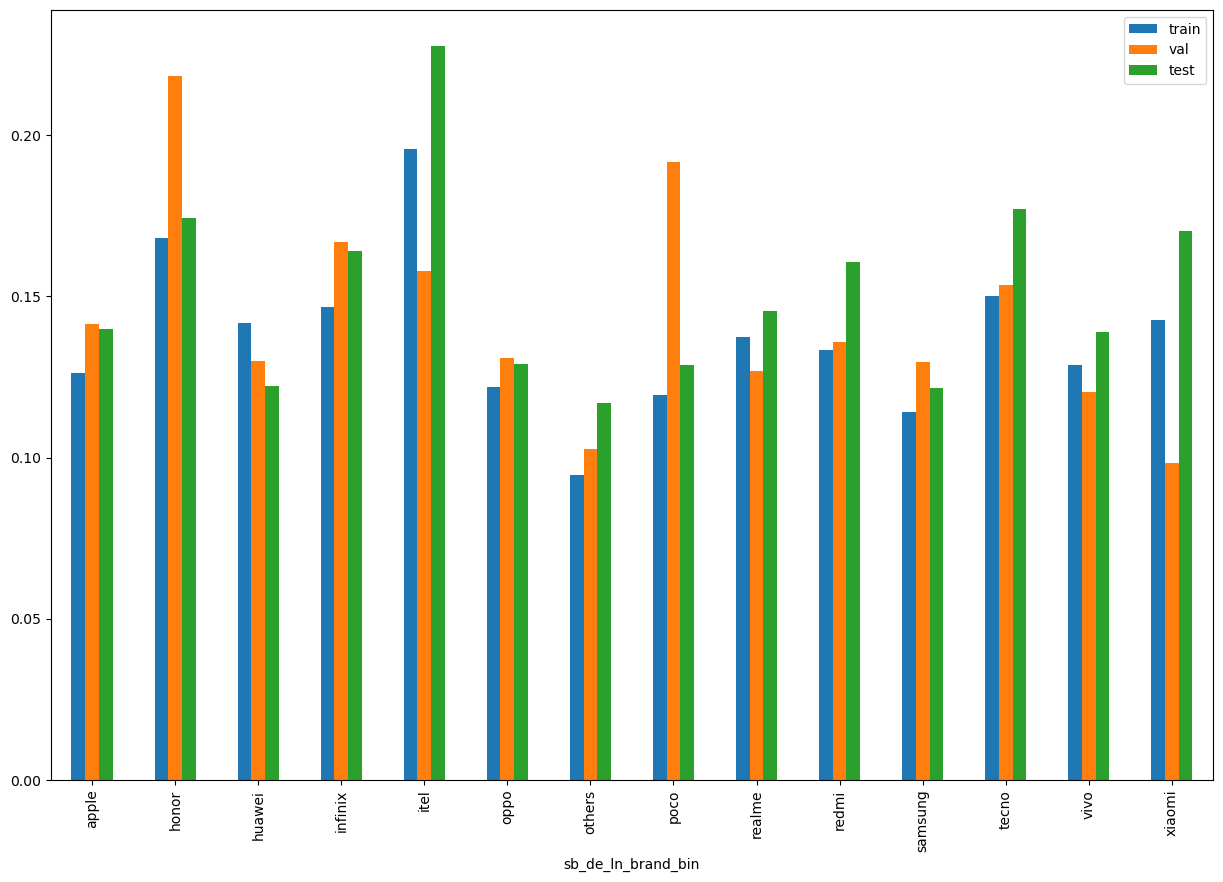 train
val
test
0.20
0.15
0.10
0.05
0.00
apple
honor
huawei
infinix
itel
oppo
others
poco
realme
redmi
samsung
tecno
vivo
xiaomi
sb_de_ln_brand_bin